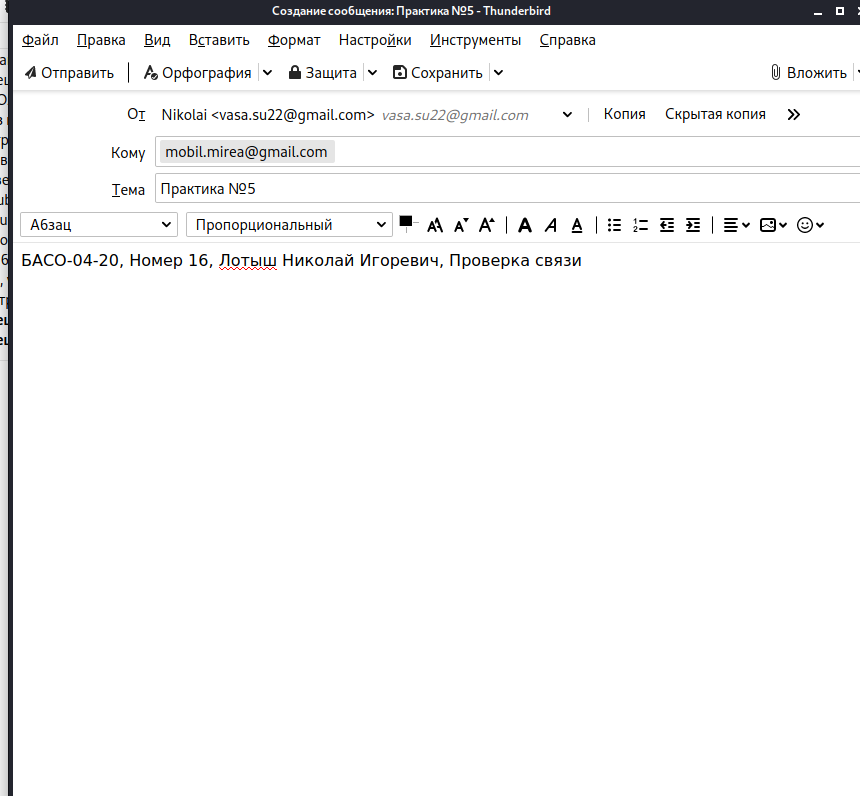 Создание сообщения: Практика №5 - Thunderbird
Файл Правка Вид Вставить Формат Настройки Инструменты Справка
Отправить Орфография Защита Сохранить Вложить
От Nikolai <vasa.su22@gmail.com> vasa.su22@gmail.com Копия Скрытая копия
Кому mobil.mirea@gmail.com
Тема Практика №5
Абзац Пропорциональный
БАСО-04-20, Номер 16, Лотыш Николай Игоревич, Проверка связи